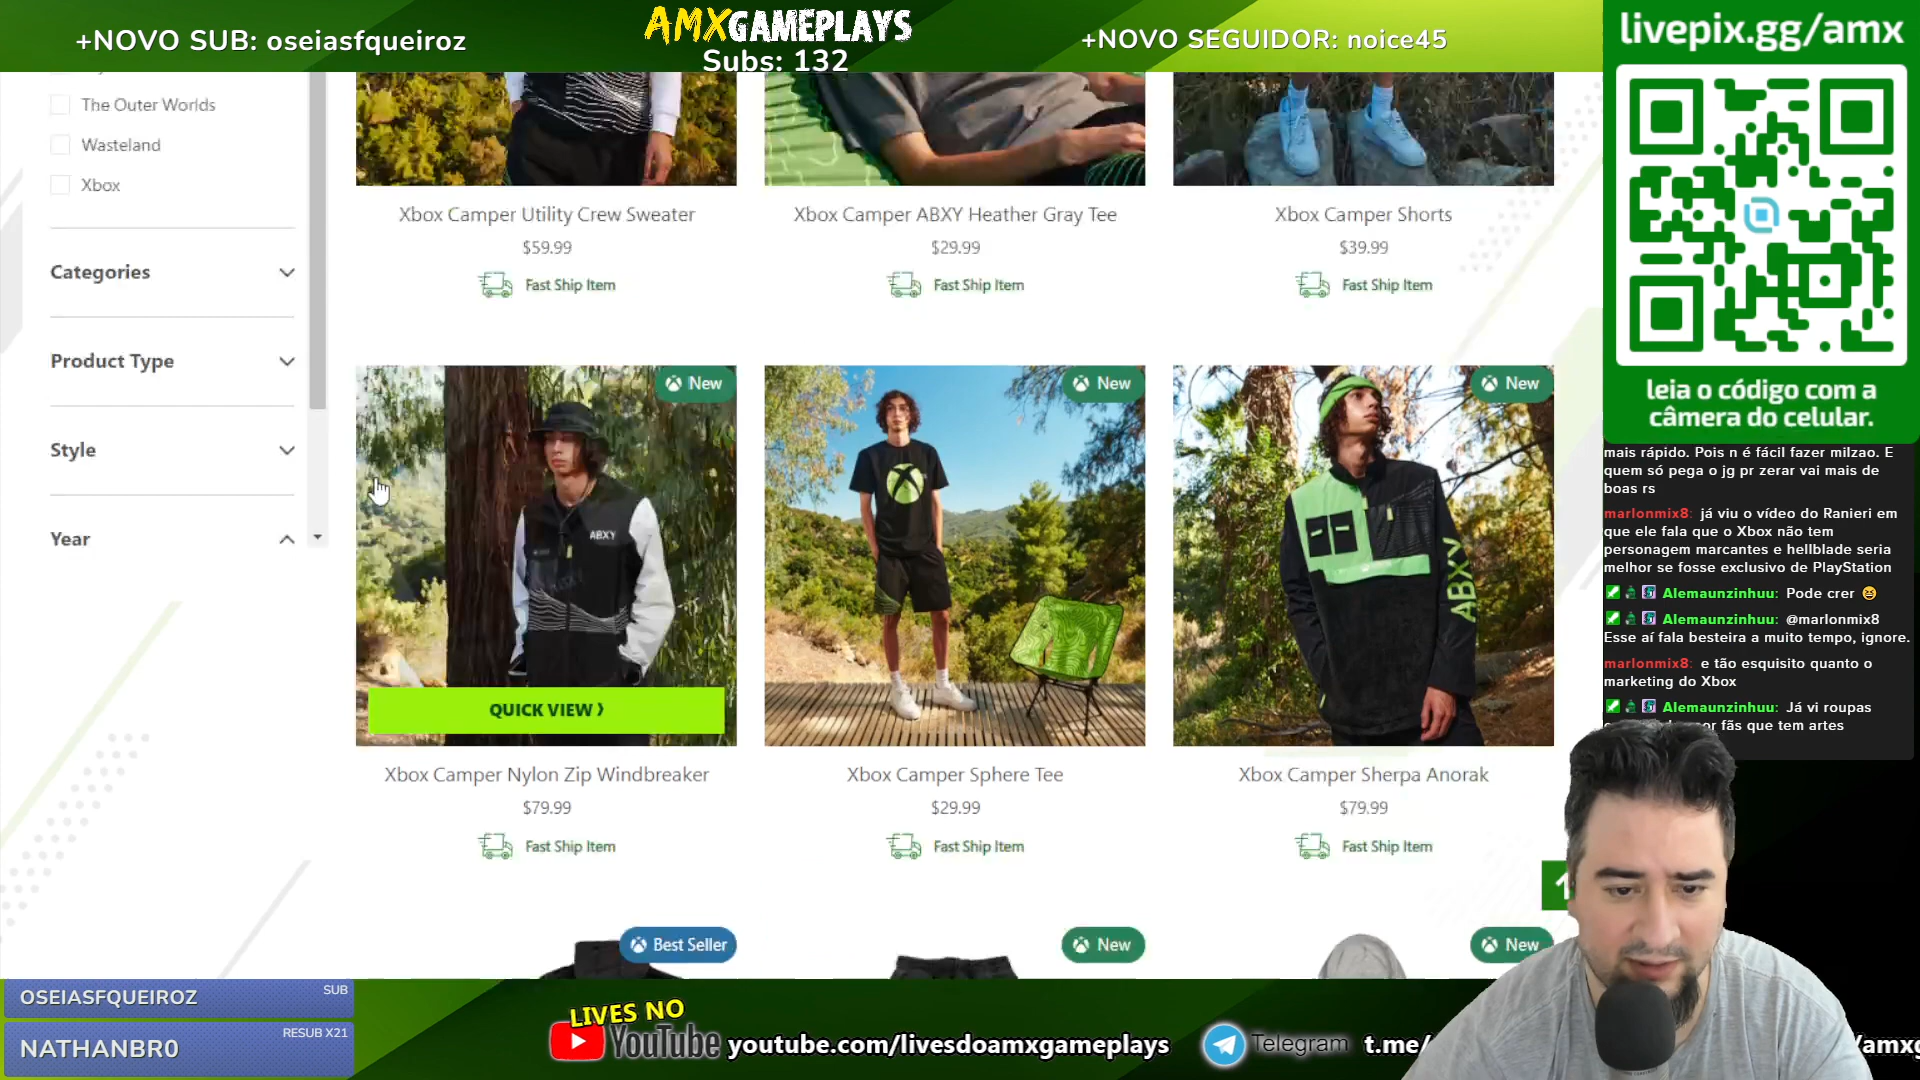 +NOVO SUB: oseiasfqueiroz
AMXGAMEPLAYS
Subs: 132
+NOVO SEGUIDOR: noice45
livepix.gg/amx
leia o código com a
câmera do celular.
The Outer Worlds
Wasteland
Xbox
Categories
Product Type
Style
Year
Xbox Camper Utility Crew Sweater
$59.99
Fast Ship Item
Xbox Camper ABXY Heather Gray Tee
$29.99
Fast Ship Item
Xbox Camper Shorts
$39.99
Fast Ship Item
New
ABXY
QUICK VIEW ⟩
Xbox Camper Nylon Zip Windbreaker
$79.99
Fast Ship Item
New
Xbox Camper Sphere Tee
$29.99
Fast Ship Item
New
ABXY
Xbox Camper Sherpa Anorak
$79.99
Fast Ship Item
Best Seller
New
New
mais rápido. Pois n é fácil fazer milzao. E
quem só pega o jg pr zerar vai mais de
boas rs
marlonmix8: já viu o vídeo do Ranieri em
que ele fala que o Xbox não tem
personagem marcantes e hellblade seria
melhor se fosse exclusivo de PlayStation
Alemaunzinhuu: Pode crer 😆
Alemaunzinhuu: @marlonmix8
Esse aí fala besteira a muito tempo, ignore.
marlonmix8: e tão esquisito quanto o
marketing do Xbox
Alemaunzinhuu: Já vi roupas
or fãs que tem artes
OSEIASFQUEIROZ
SUB
NATHANBR0
RESUB X21
LIVES NO
YouTube
youtube.com/livesdoamxgameplays
Telegram
t.me/
/amxg